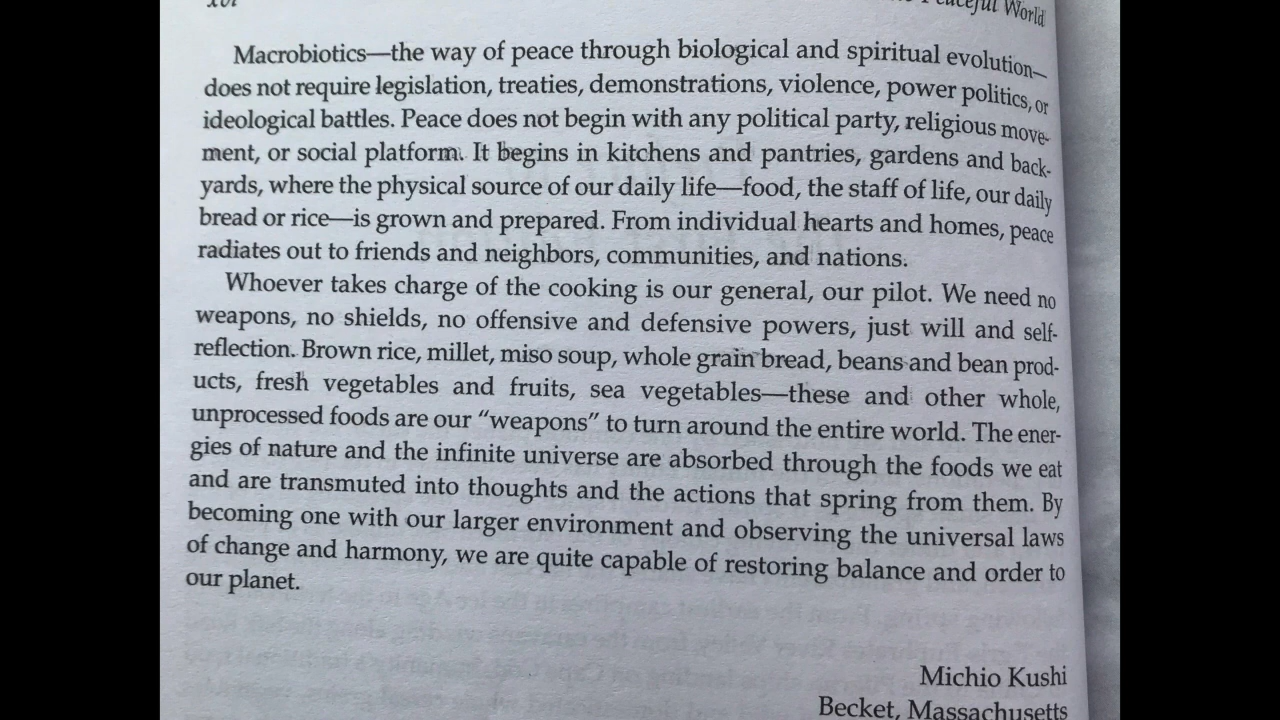 xvi
Peaceful World
Macrobiotics—the way of peace through biological and spiritual evolution—
does not require legislation, treaties, demonstrations, violence, power politics, or
ideological battles. Peace does not begin with any political party, religious move-
ment, or social platform. It begins in kitchens and pantries, gardens and back-
yards, where the physical source of our daily life—food, the staff of life, our daily
bread or rice—is grown and prepared. From individual hearts and homes, peace
radiates out to friends and neighbors, communities, and nations.
Whoever takes charge of the cooking is our general, our pilot. We need no
weapons, no shields, no offensive and defensive powers, just will and self-
reflection. Brown rice, millet, miso soup, whole grain bread, beans and bean prod-
ucts, fresh vegetables and fruits, sea vegetables—these and other whole,
unprocessed foods are our “weapons” to turn around the entire world. The ener-
gies of nature and the infinite universe are absorbed through the foods we eat
and are transmuted into thoughts and the actions that spring from them. By
becoming one with our larger environment and observing the universal laws
of change and harmony, we are quite capable of restoring balance and order to
our planet.
Michio Kushi
Becket, Massachusetts